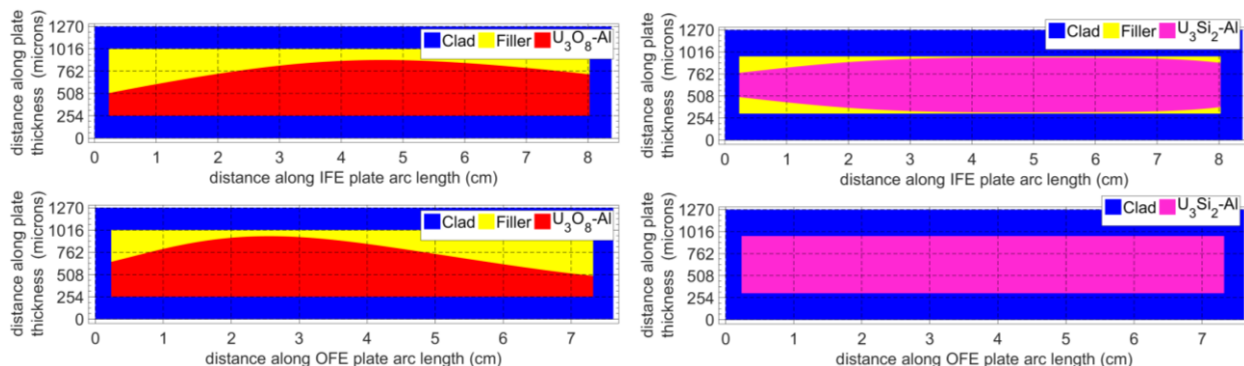 distance along plate
thickness (microns)
1270
1016
762
508
254
0
Clad Filler U3O8-Al
0 1 2 3 4 5 6 7 8
distance along IFE plate arc length (cm)
distance along plate
thickness (microns)
1270
1016
762
508
254
0
Clad Filler U3Si2-Al
0 1 2 3 4 5 6 7 8
distance along IFE plate arc length (cm)
distance along plate
thickness (microns)
1270
1016
762
508
254
0
Clad Filler U3O8-Al
0 1 2 3 4 5 6 7
distance along OFE plate arc length (cm)
distance along plate
thickness (microns)
1270
1016
762
508
254
0
Clad U3Si2-Al
0 1 2 3 4 5 6 7
distance along OFE plate arc length (cm)